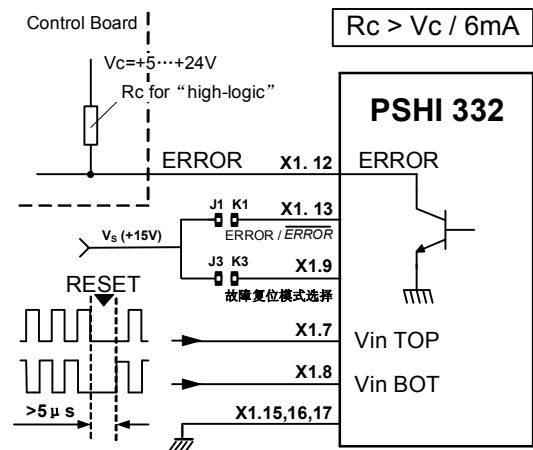 Control Board
Rc > Vc / 6mA
Vc=+5···+24V
Rc for “high-logic”
PSHI 332
ERROR
X1. 12
ERROR
J1 K1
X1. 13
ERROR / ERROR
Vs (+15V)
J3 K3
X1.9
故障复位模式选择
RESET
X1.7
Vin TOP
X1.8
Vin BOT
>5μs
X1.15,16,17